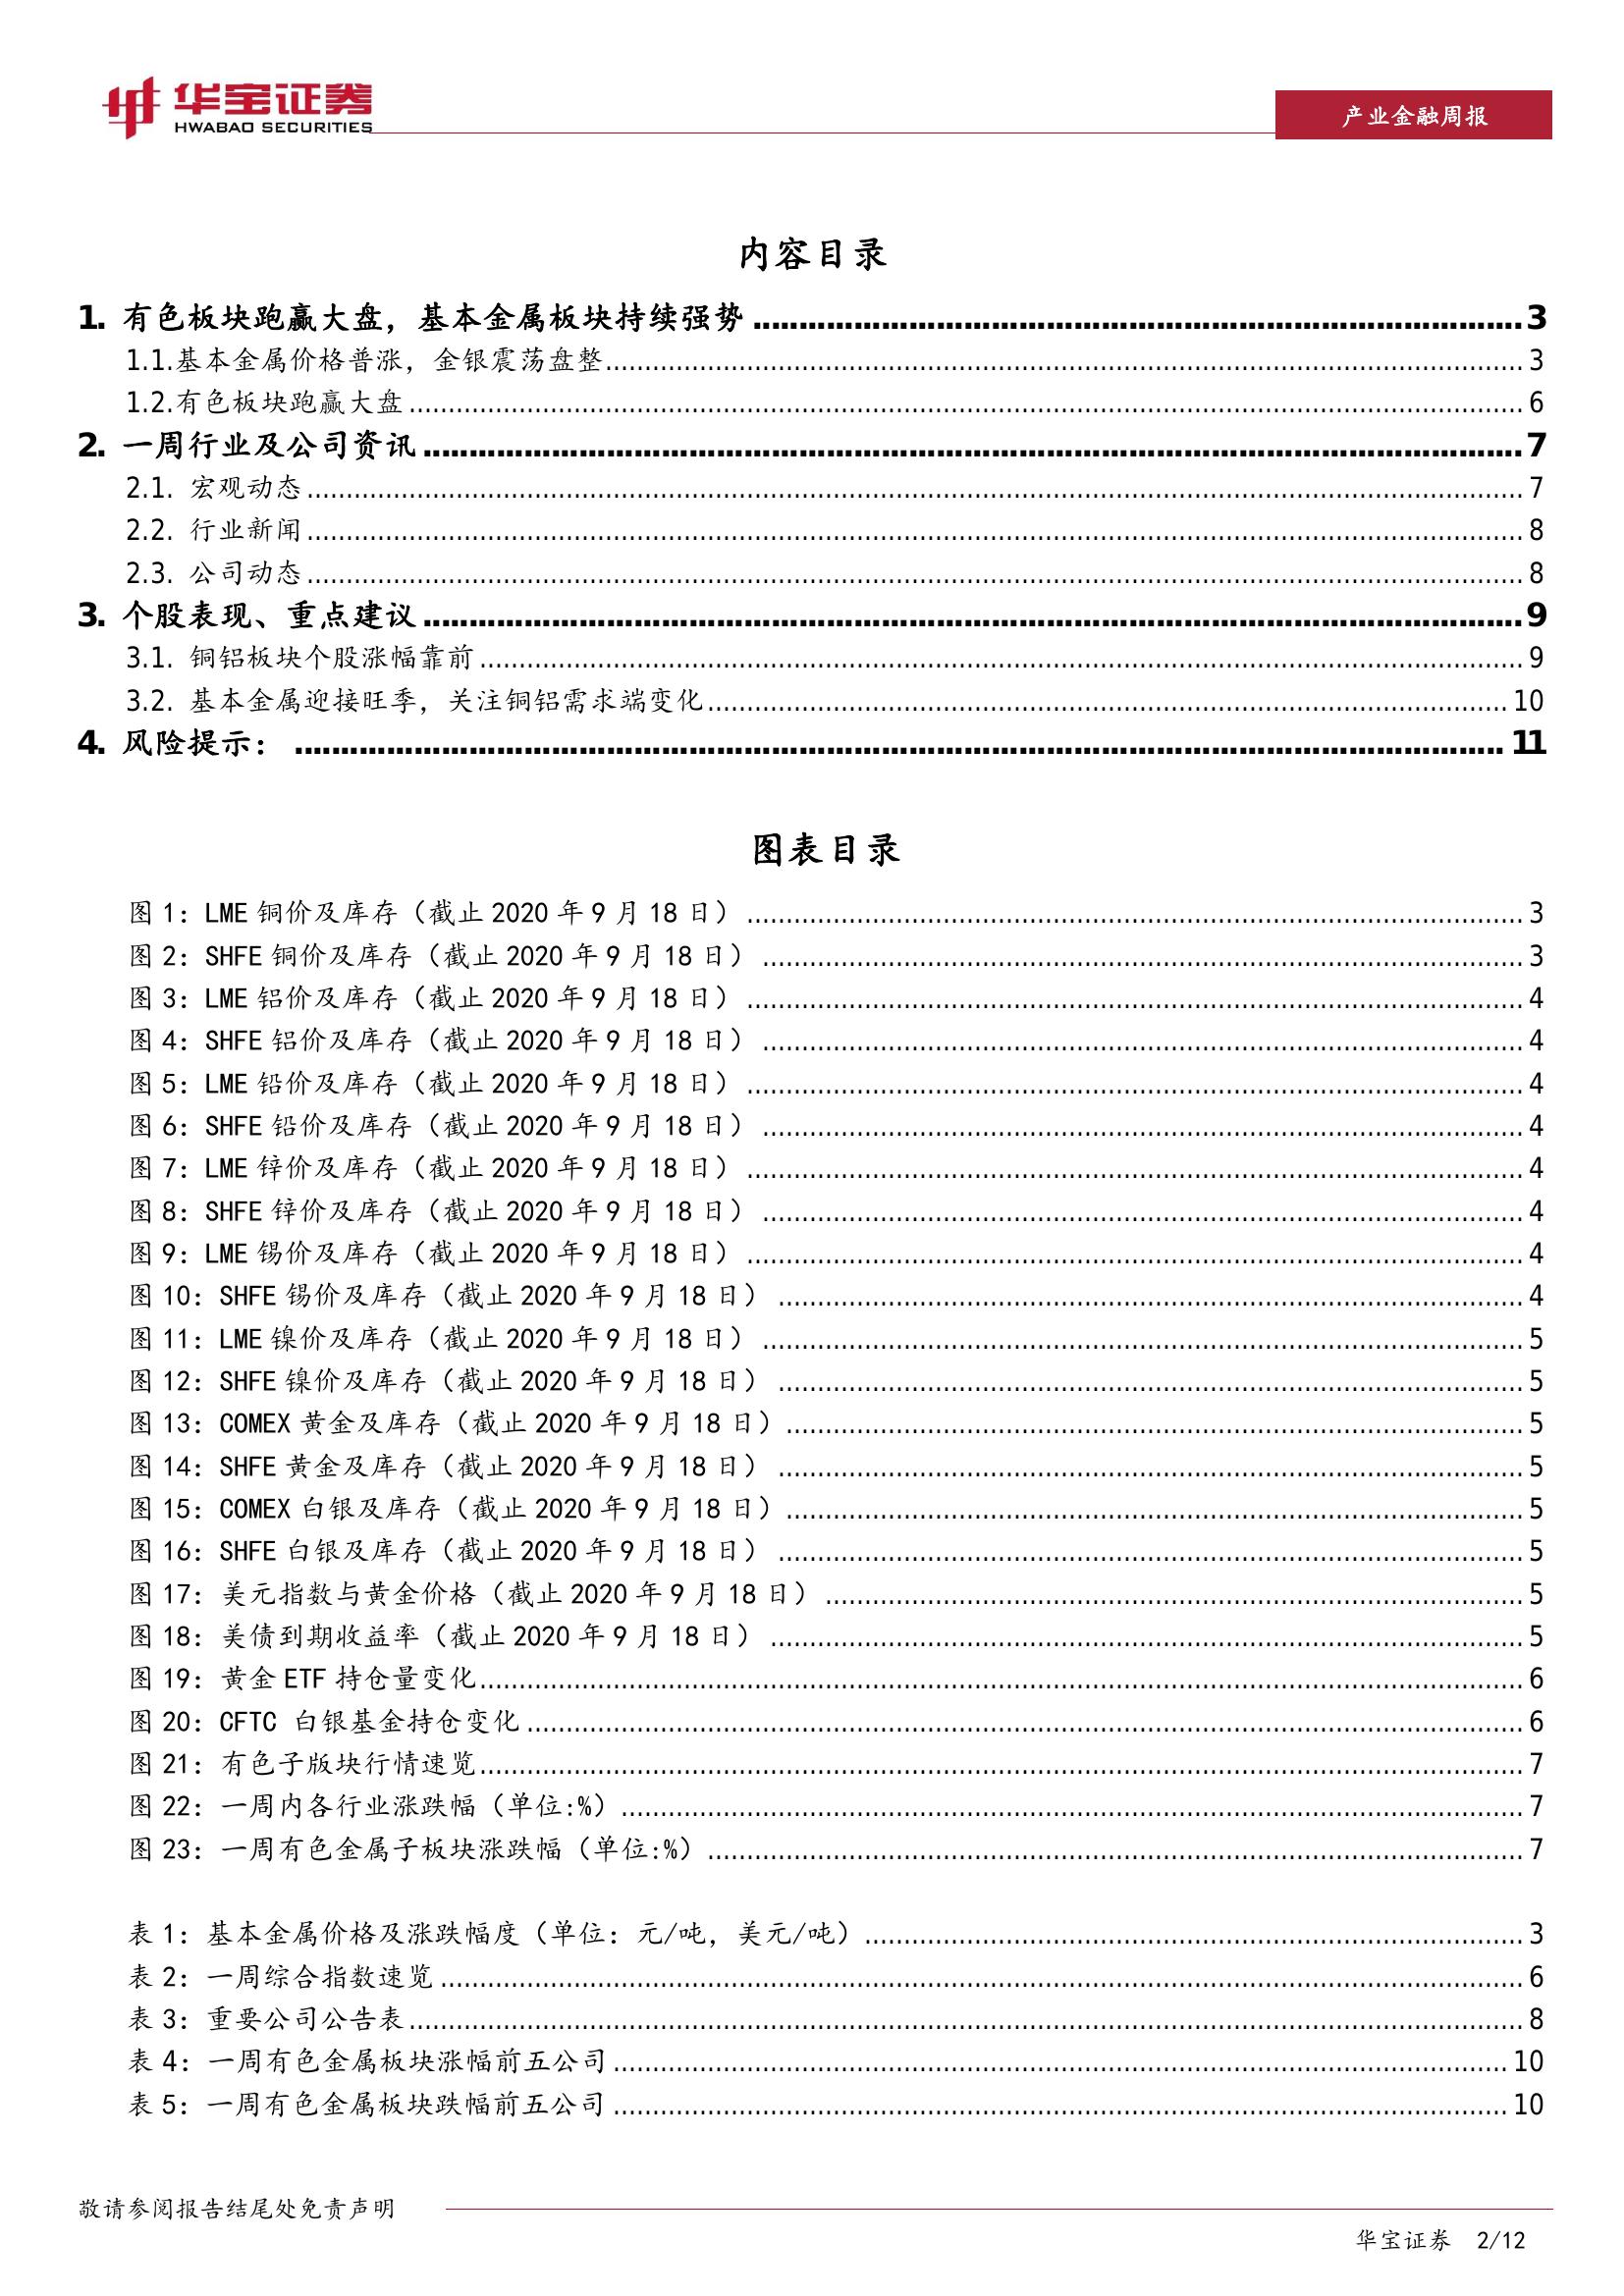 华宝证券
HWABAO SECURITIES
产业金融周报
内容目录
1. 有色板块跑赢大盘，基本金属板块持续强势 3
1.1.基本金属价格普涨，金银震荡盘整 3
1.2.有色板块跑赢大盘 6
2. 一周行业及公司资讯 7
2.1. 宏观动态 7
2.2. 行业新闻 8
2.3. 公司动态 8
3. 个股表现、重点建议 9
3.1. 铜铝板块个股涨幅靠前 9
3.2. 基本金属迎接旺季，关注铜铝需求端变化 10
4. 风险提示： 11
图表目录
图 1：LME 铜价及库存（截止 2020 年 9 月 18 日） 3
图 2：SHFE 铜价及库存（截止 2020 年 9 月 18 日） 3
图 3：LME 铝价及库存（截止 2020 年 9 月 18 日） 4
图 4：SHFE 铝价及库存（截止 2020 年 9 月 18 日） 4
图 5：LME 铅价及库存（截止 2020 年 9 月 18 日） 4
图 6：SHFE 铅价及库存（截止 2020 年 9 月 18 日） 4
图 7：LME 锌价及库存（截止 2020 年 9 月 18 日） 4
图 8：SHFE 锌价及库存（截止 2020 年 9 月 18 日） 4
图 9：LME 锡价及库存（截止 2020 年 9 月 18 日） 4
图 10：SHFE 锡价及库存（截止 2020 年 9 月 18 日） 4
图 11：LME 镍价及库存（截止 2020 年 9 月 18 日） 5
图 12：SHFE 镍价及库存（截止 2020 年 9 月 18 日） 5
图 13：COMEX 黄金及库存（截止 2020 年 9 月 18 日） 5
图 14：SHFE 黄金及库存（截止 2020 年 9 月 18 日） 5
图 15：COMEX 白银及库存（截止 2020 年 9 月 18 日） 5
图 16：SHFE 白银及库存（截止 2020 年 9 月 18 日） 5
图 17：美元指数与黄金价格（截止 2020 年 9 月 18 日） 5
图 18：美债到期收益率（截止 2020 年 9 月 18 日） 5
图 19：黄金 ETF 持仓量变化 6
图 20：CFTC 白银基金持仓变化 6
图 21：有色子版块行情速览 7
图 22：一周内各行业涨跌幅（单位:%） 7
图 23：一周有色金属子板块涨跌幅（单位:%） 7
表 1：基本金属价格及涨跌幅度（单位：元/吨，美元/吨） 3
表 2：一周综合指数速览 6
表 3：重要公司公告表 8
表 4：一周有色金属板块涨幅前五公司 10
表 5：一周有色金属板块跌幅前五公司 10
敬请参阅报告结尾处免责声明
华宝证券 2/12